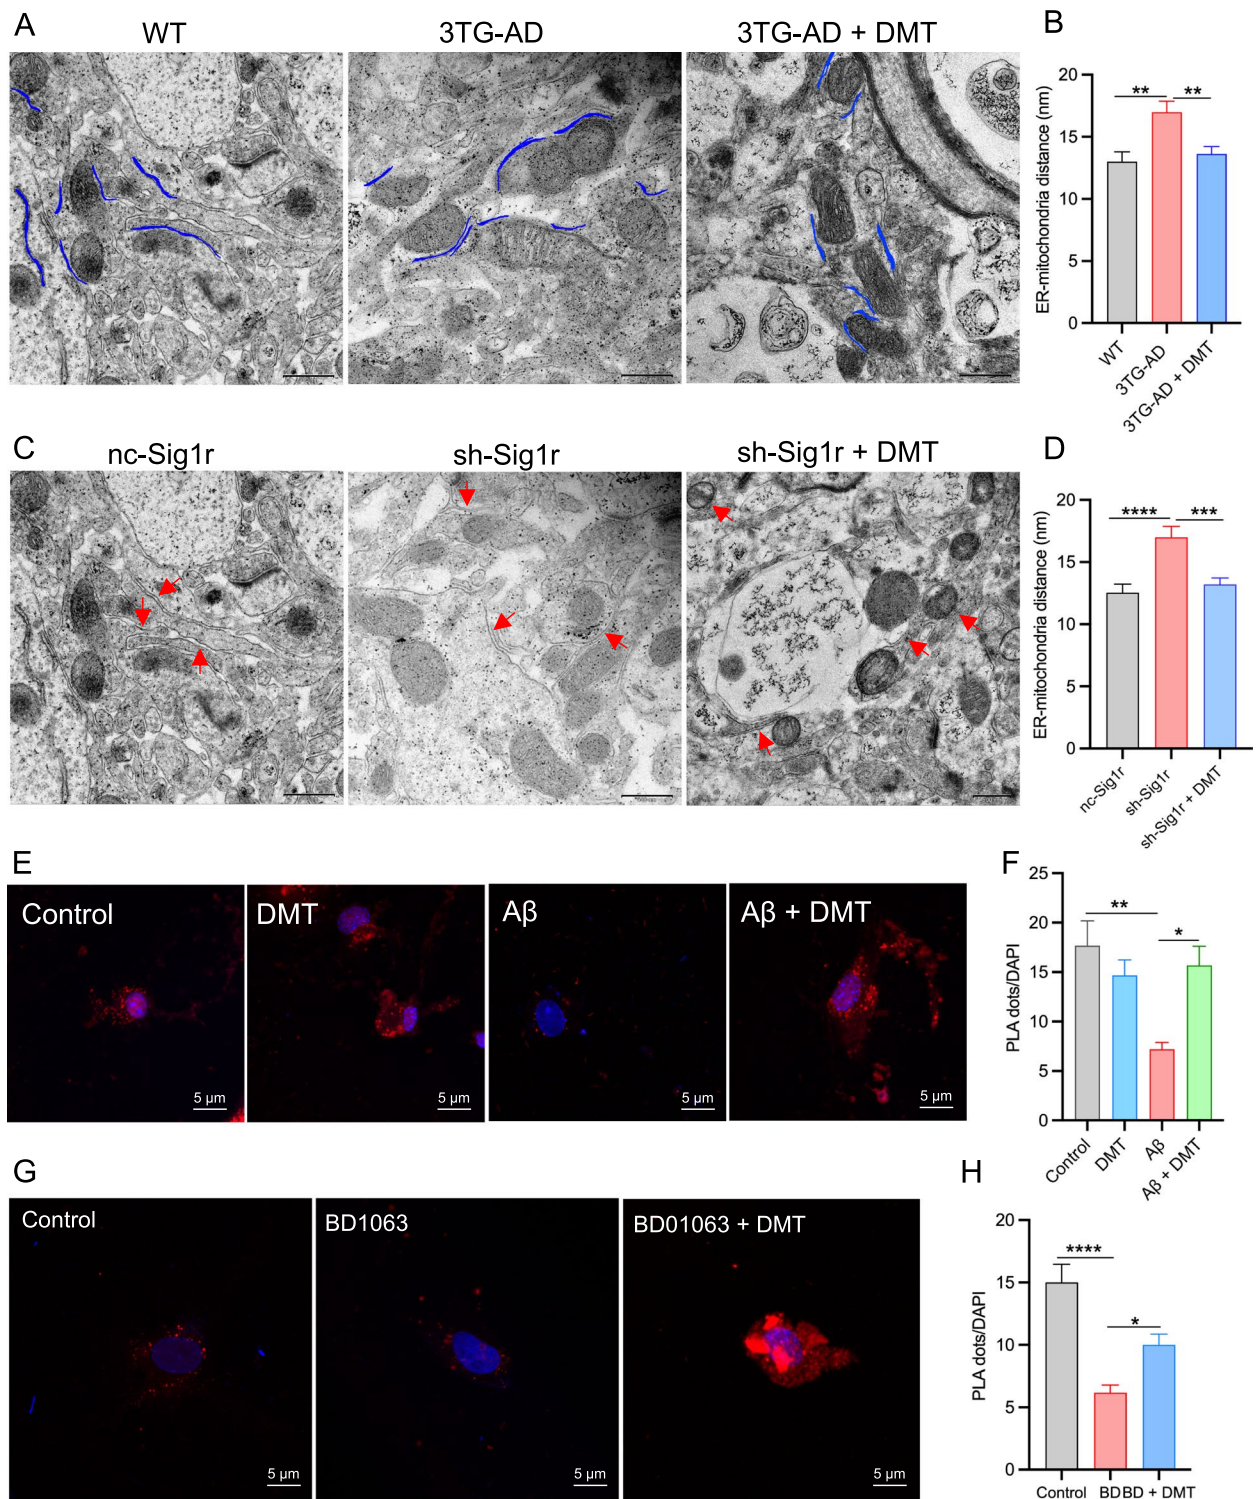 A
WT
3TG-AD
3TG-AD + DMT
B
ER-mitochondria distance (nm)
20
15
10
5
0
**
**
WT
3TG-AD
3TG-AD + DMT
C
nc-Sig1r
sh-Sig1r
sh-Sig1r + DMT
D
ER-mitochondria distance (nm)
20
15
10
5
0
****
***
nc-Sig1r
sh-Sig1r
sh-Sig1r + DMT
E
Control
DMT
Aβ
Aβ + DMT
5 μm
5 μm
5 μm
5 μm
F
PLA dots/DAPI
25
20
15
10
5
0
**
*
Control
DMT
Aβ
Aβ + DMT
G
Control
BD1063
BD01063 + DMT
5 μm
5 μm
5 μm
H
PLA dots/DAPI
20
15
10
5
0
****
*
Control
BD
BD + DMT